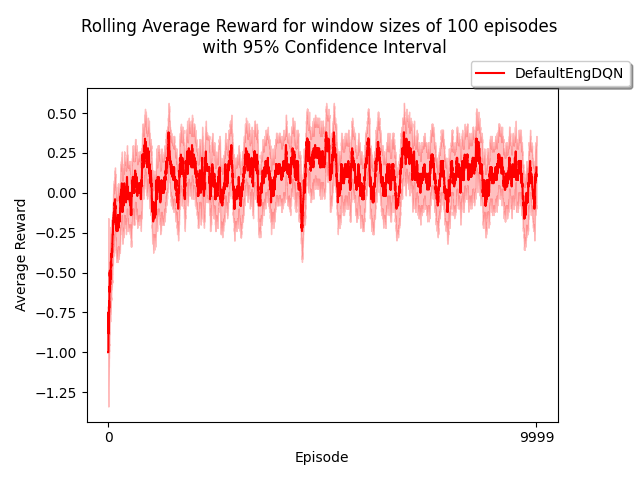 Rolling Average Reward for window sizes of 100 episodes
with 95% Confidence Interval
DefaultEngDQN
0.50
0.25
0.00
−0.25
−0.50
−0.75
−1.00
−1.25
Average Reward
0
9999
Episode